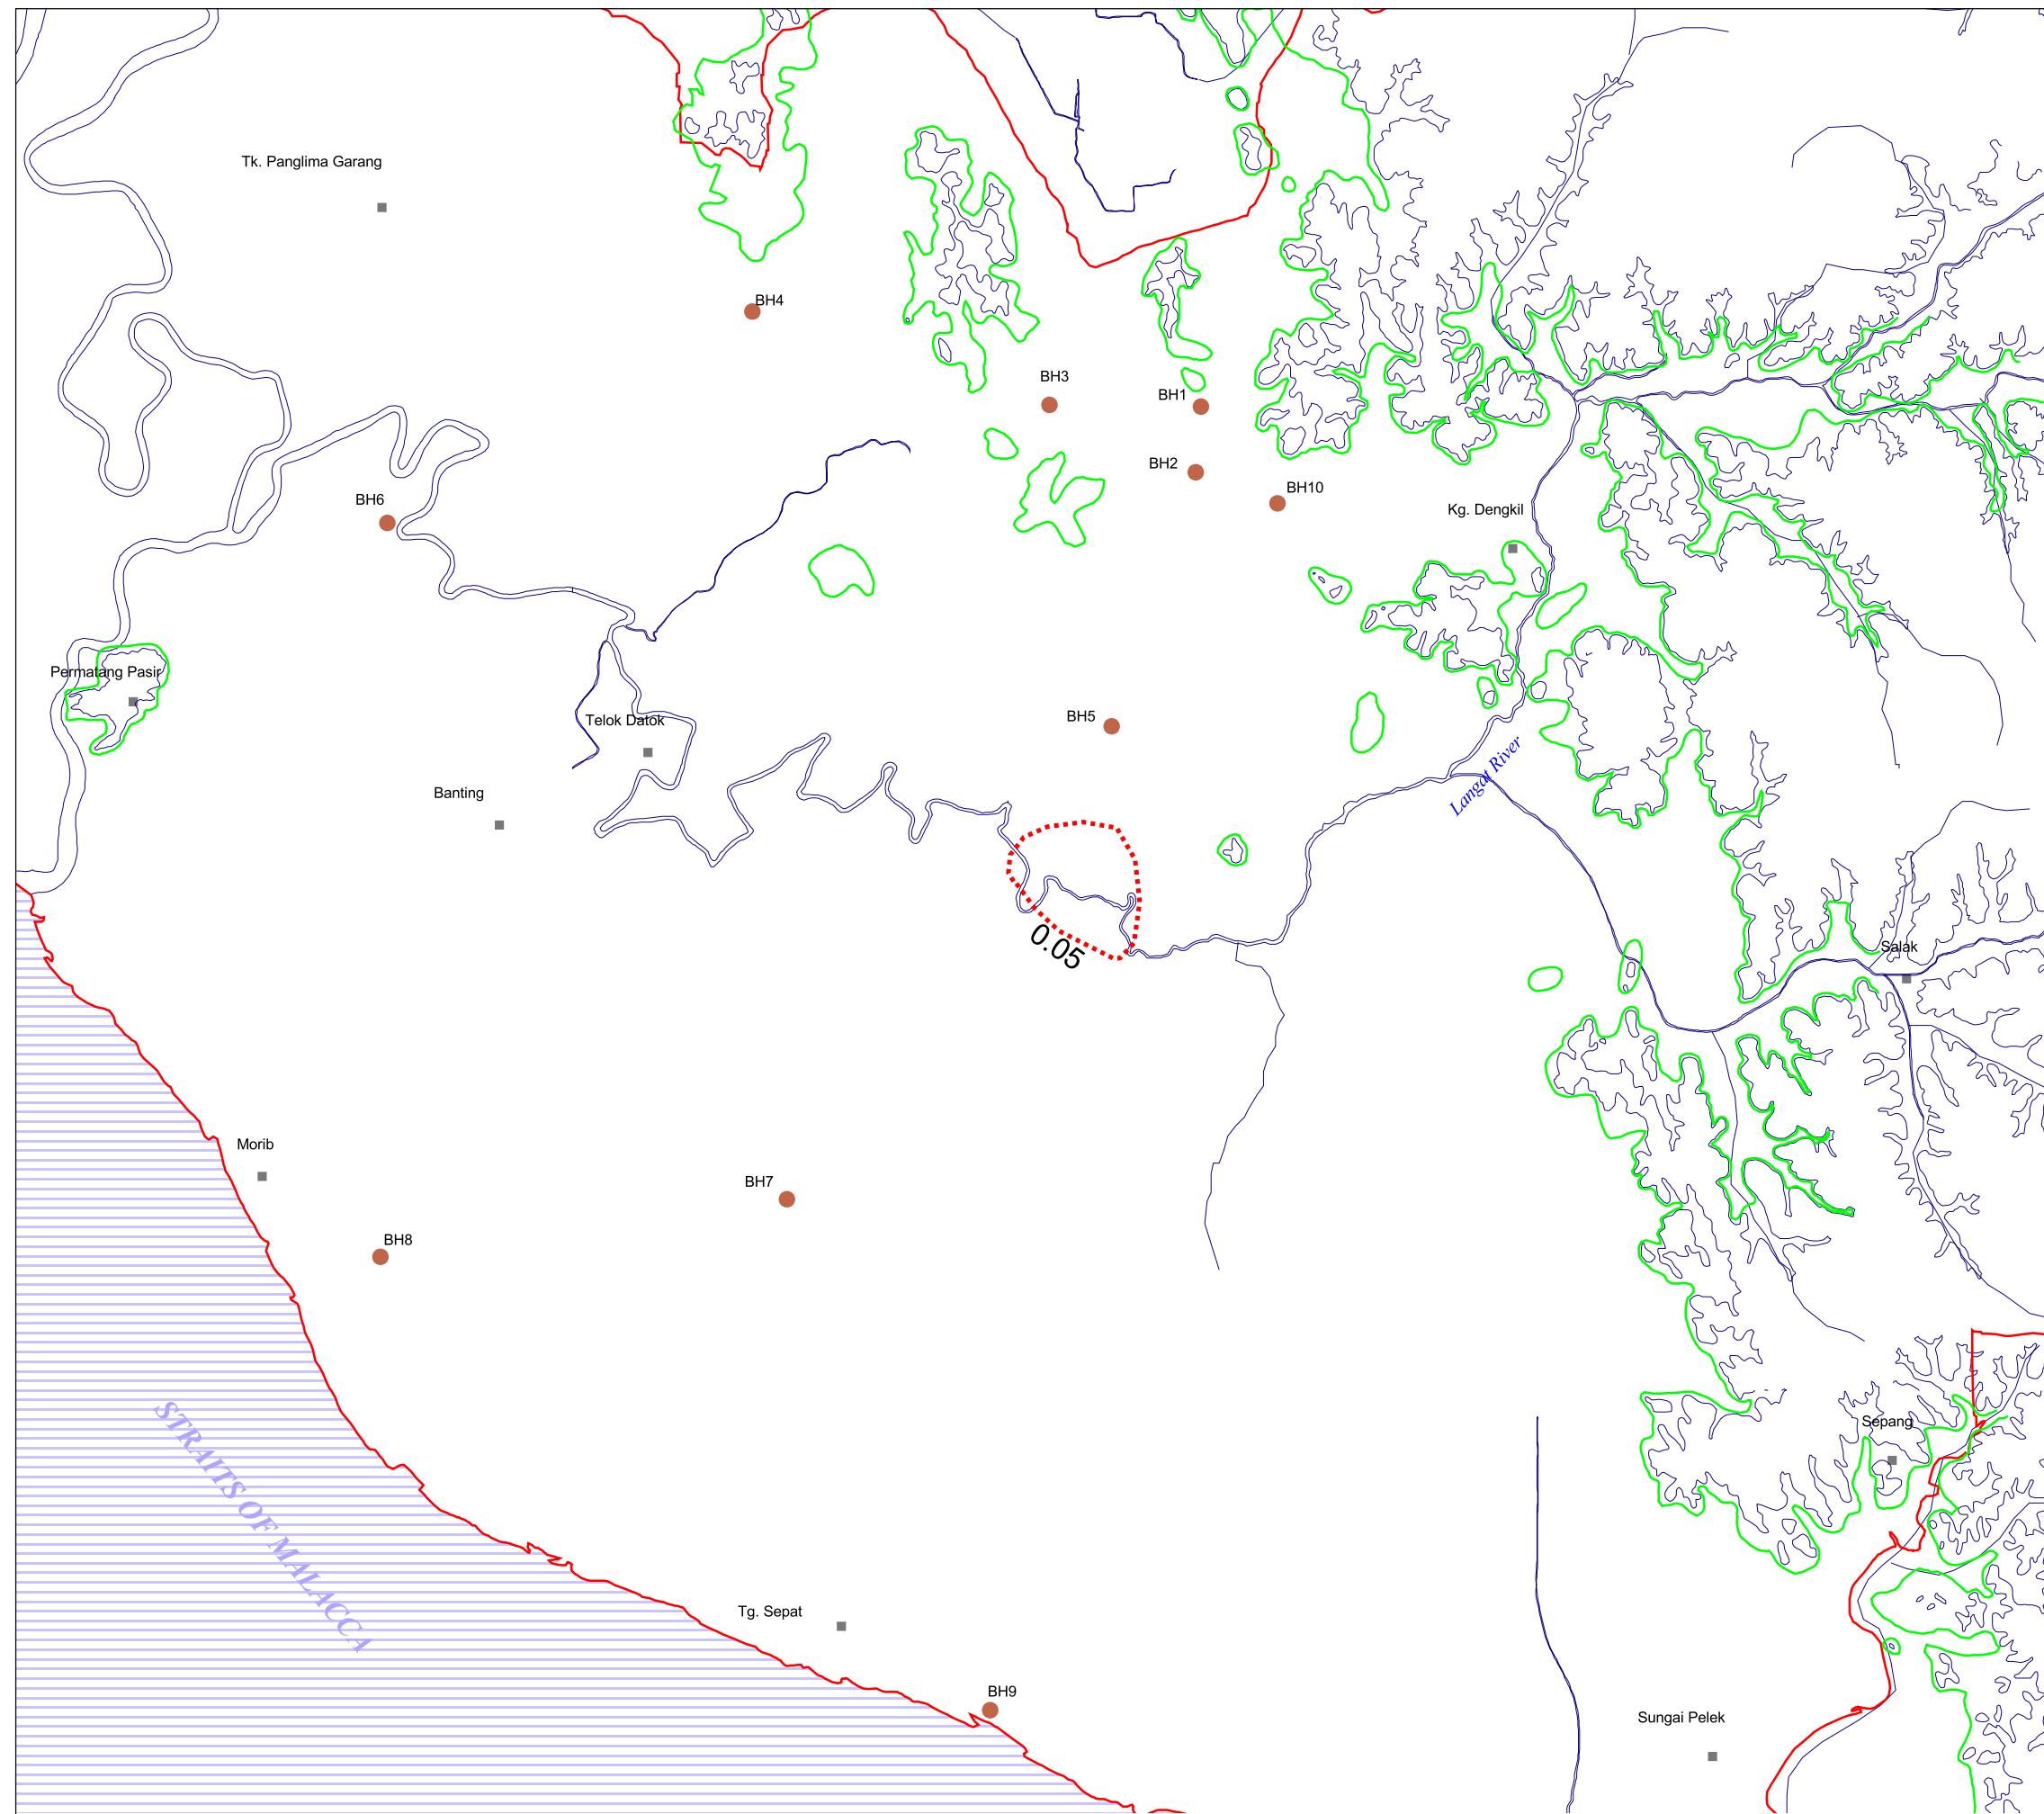 Tk. Panglima Garang
BH4
BH3
BH1
BH2
BH10
BH6
Kg. Dengkil
Permatang Pasir
Telok Datok
BH5
Langat River
Banting
0.05
Salak
Morib
BH7
BH8
STRAITS OF MALACCA
Sepang
Tg. Sepat
BH9
Sungai Pelek